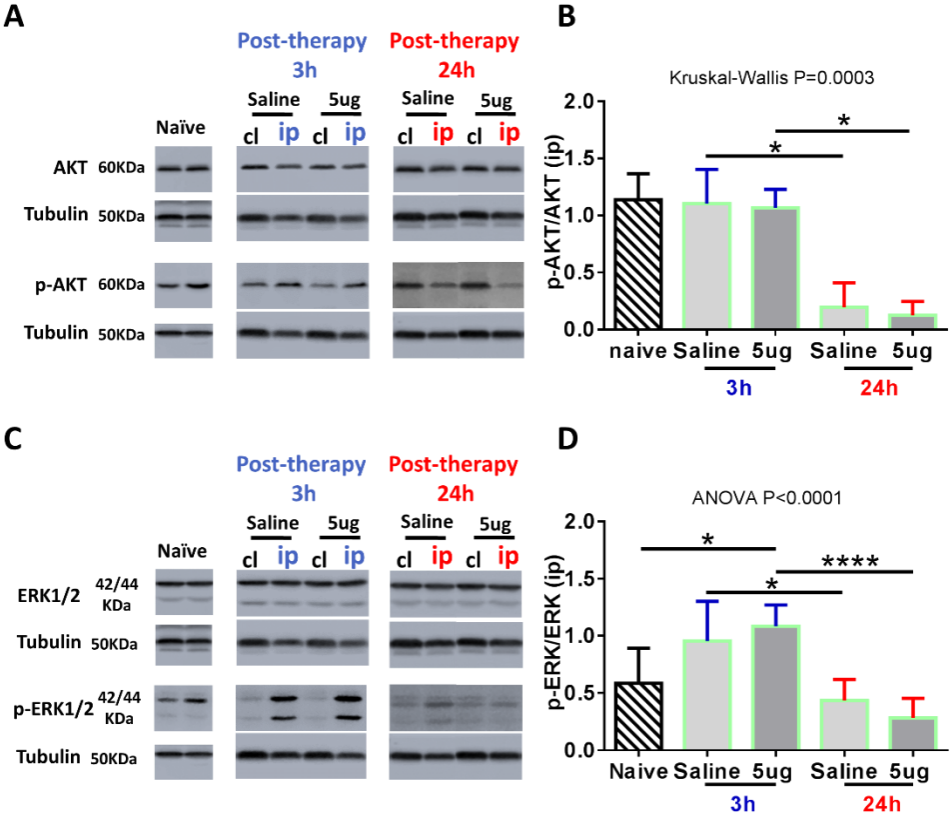 A
Post-therapy
3h
Post-therapy
24h
Saline
5ug
Saline
5ug
Naïve
cl ip cl ip
cl ip cl ip
AKT 60KDa
Tubulin 50KDa
p-AKT 60KDa
Tubulin 50KDa
B
Kruskal-Wallis P=0.0003
p-AKT/AKT (ip)
2.0
1.5
1.0
0.5
0.0
*
*
naive Saline 5ug Saline 5ug
3h 24h
C
Post-therapy
3h
Post-therapy
24h
Saline
5ug
Saline
5ug
Naïve
cl ip cl ip
cl ip cl ip
ERK1/2 42/44
KDa
Tubulin 50KDa
p-ERK1/2 42/44
KDa
Tubulin 50KDa
D
ANOVA P<0.0001
p-ERK/ERK (ip)
2.0
1.5
1.0
0.5
0.0
*
****
*
Naive Saline 5ug Saline 5ug
3h 24h